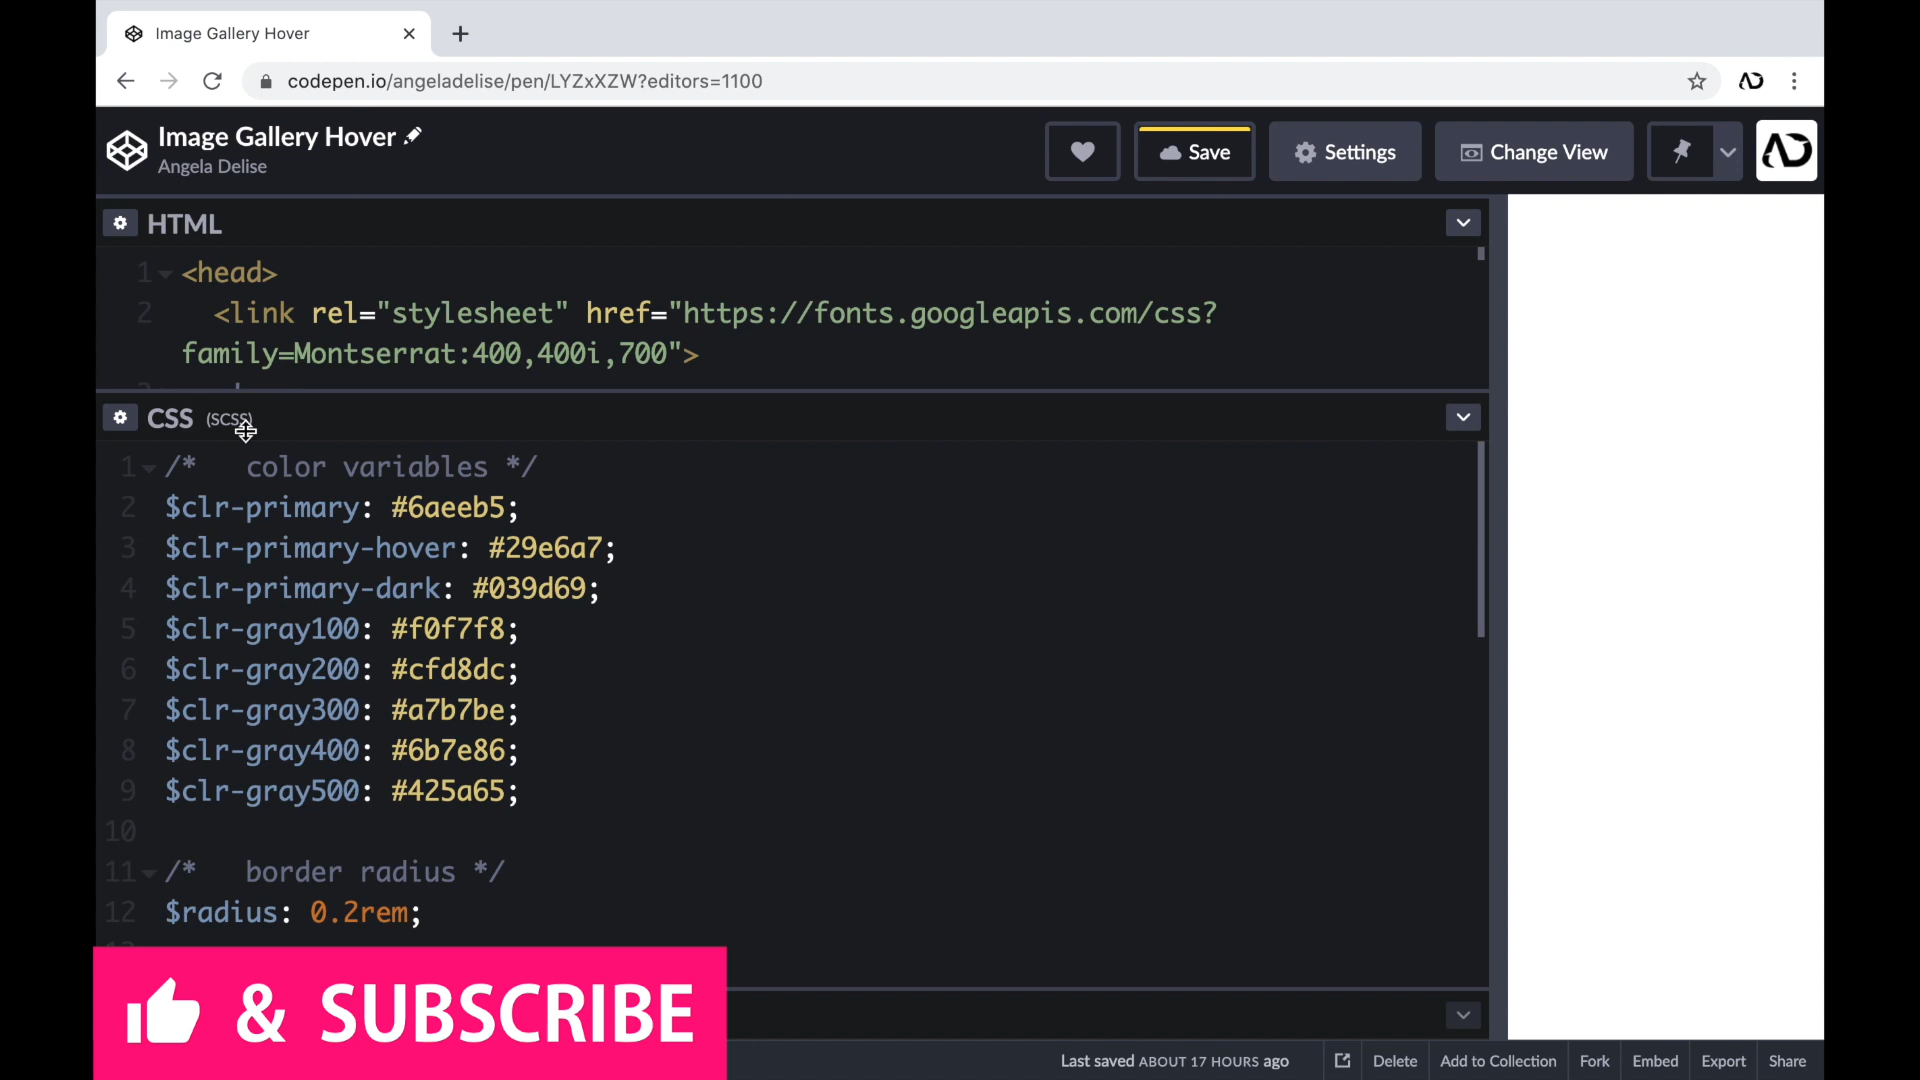 Image Gallery Hover
codepen.io/angeladelise/pen/LYZxXZW?editors=1100
Image Gallery Hover
Angela Delise
Save
Settings
Change View
HTML
1 <head>
2 <link rel="stylesheet" href="https://fonts.googleapis.com/css?
family=Montserrat:400,400i,700">
CSS (SCSS)
1 /* color variables */
2 $clr-primary: #6aeeb5;
3 $clr-primary-hover: #29e6a7;
4 $clr-primary-dark: #039d69;
5 $clr-gray100: #f0f7f8;
6 $clr-gray200: #cfd8dc;
7 $clr-gray300: #a7b7be;
8 $clr-gray400: #6b7e86;
9 $clr-gray500: #425a65;
10
11 /* border radius */
12 $radius: 0.2rem;
& SUBSCRIBE
Last saved ABOUT 17 HOURS ago
Delete
Add to Collection
Fork
Embed
Export
Share